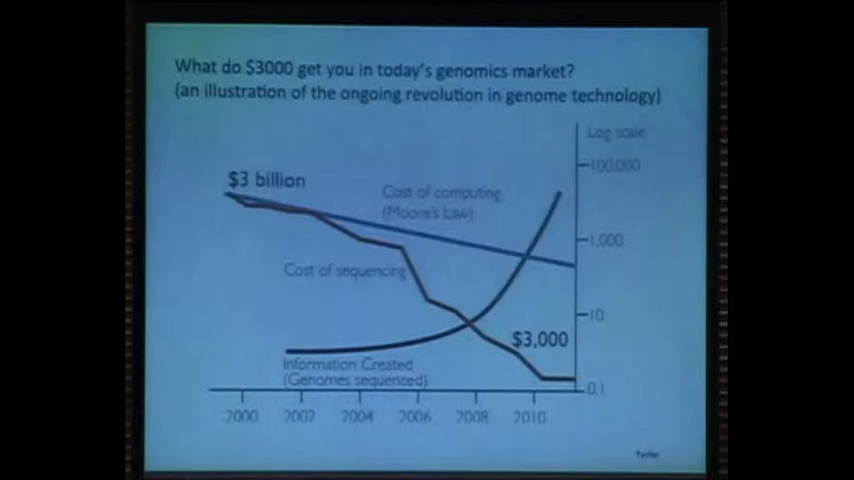 What do $3000 get you in today's genomics market?
(an illustration of the ongoing revolution in genome technology)
Log scale
100,000
$3 billion
Cost of computing
(Moore's Law)
1,000
Cost of sequencing
10
$3,000
Information Created
(Genomes sequenced)
0.1
2000 2002 2004 2006 2008 2010